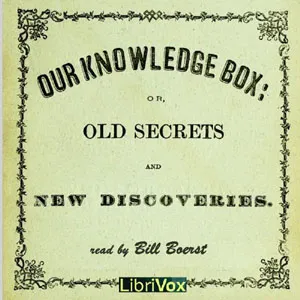 OUR KNOWLEDGE BOX;
OR,
OLD SECRETS
AND
NEW DISCOVERIES.
read by Bill Boerst
LibriVox